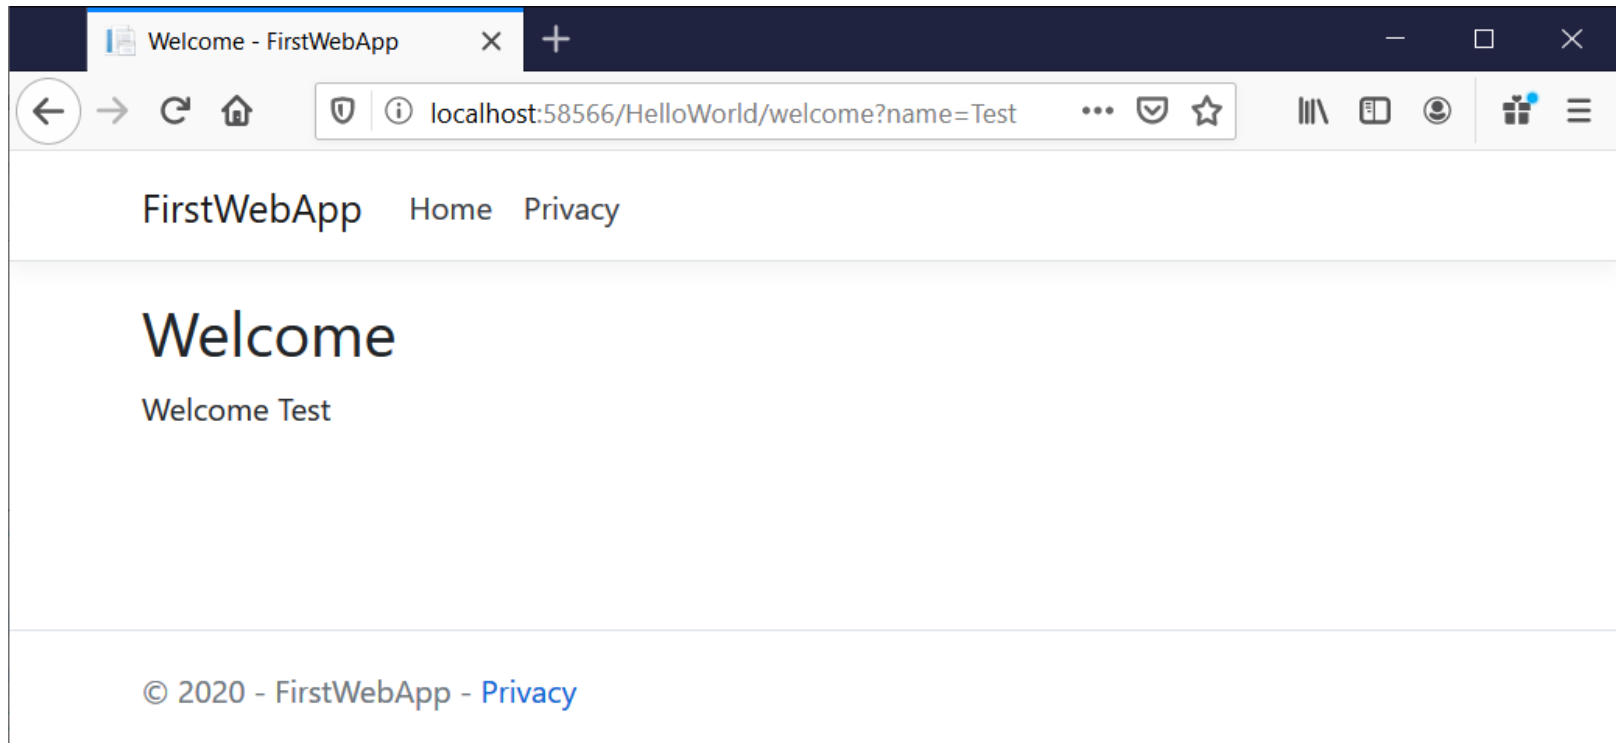 Welcome - FirstWebApp
localhost:58566/HelloWorld/welcome?name=Test
FirstWebApp Home Privacy
Welcome
Welcome Test
© 2020 - FirstWebApp - Privacy